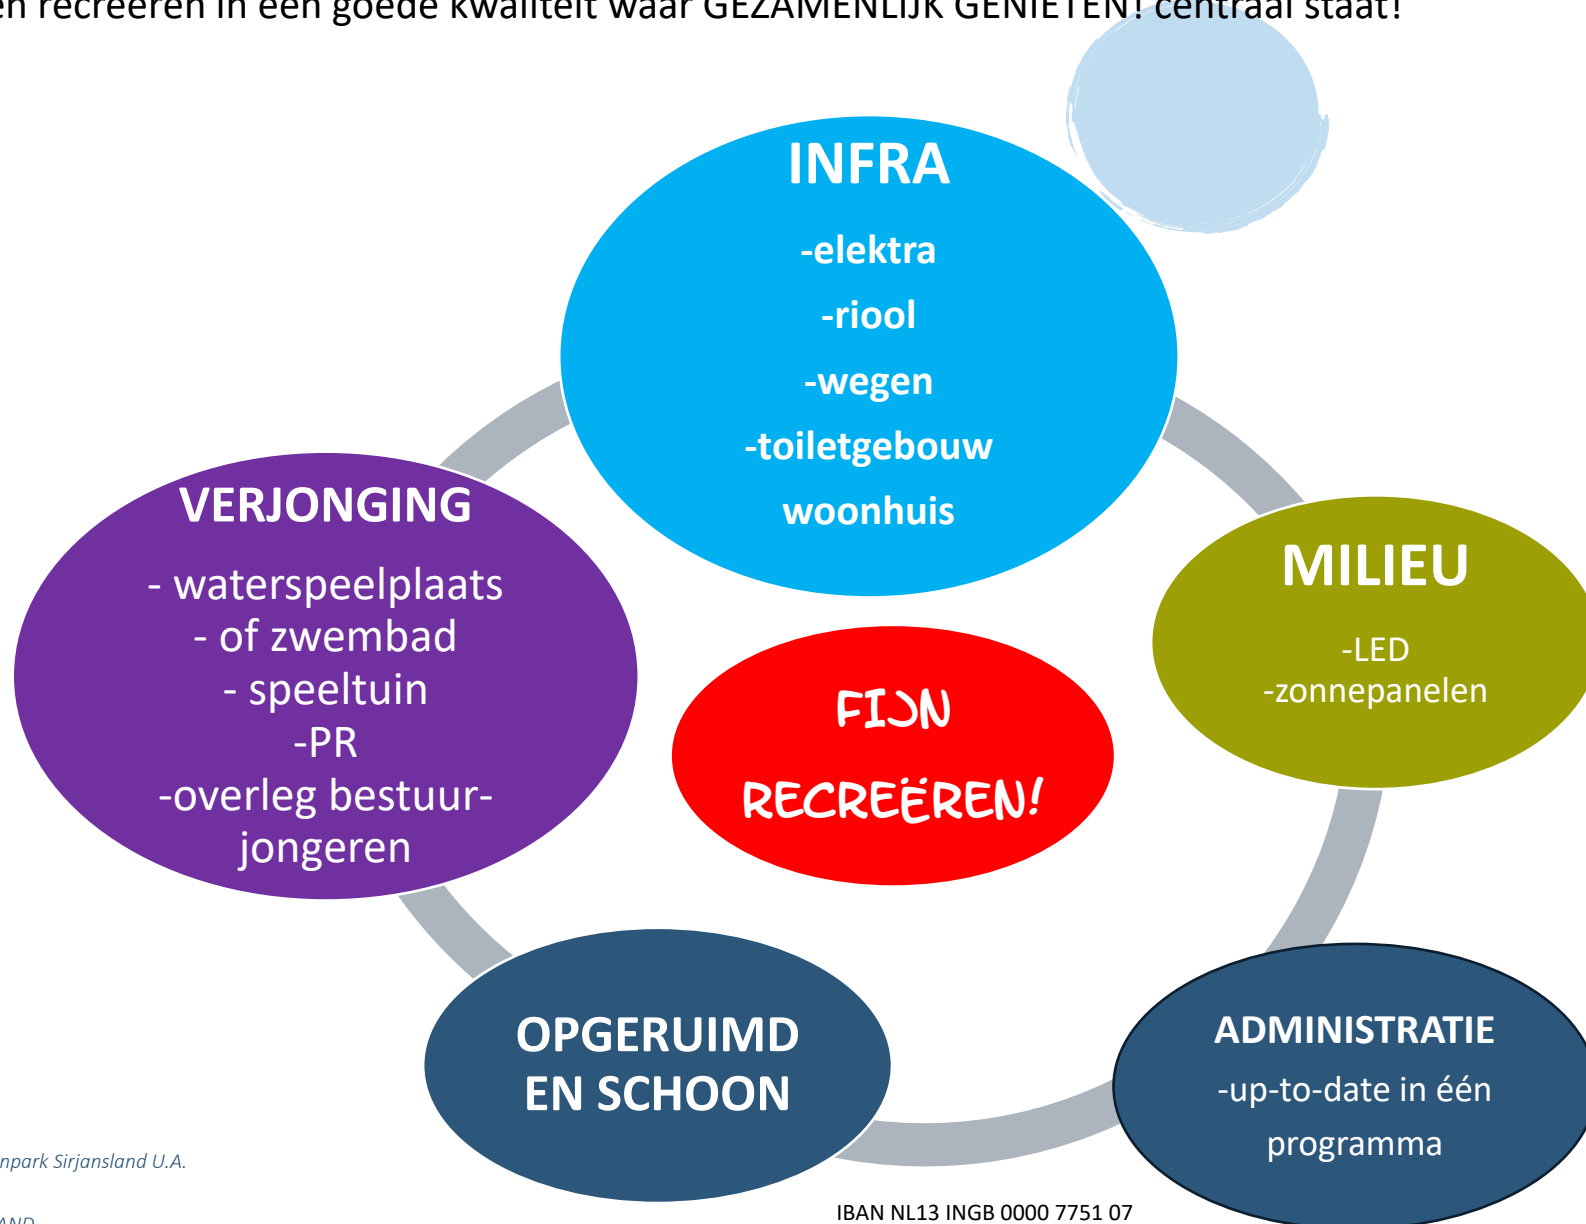 en recreëren in een goede kwaliteit waar GEZAMENLIJK GENIETEN! centraal staat!
INFRA
-elektra
-riool
-wegen
-toiletgebouw
woonhuis
VERJONGING
- waterspeelplaats
- of zwembad
- speeltuin
-PR
-overleg bestuur-
jongeren
MILIEU
-LED
-zonnepanelen
FIJN
RECREËREN!
OPGERUIMD
EN SCHOON
ADMINISTRATIE
-up-to-date in één
programma
npark Sirjansland U.A.
AND
IBAN NL13 INGB 0000 7751 07